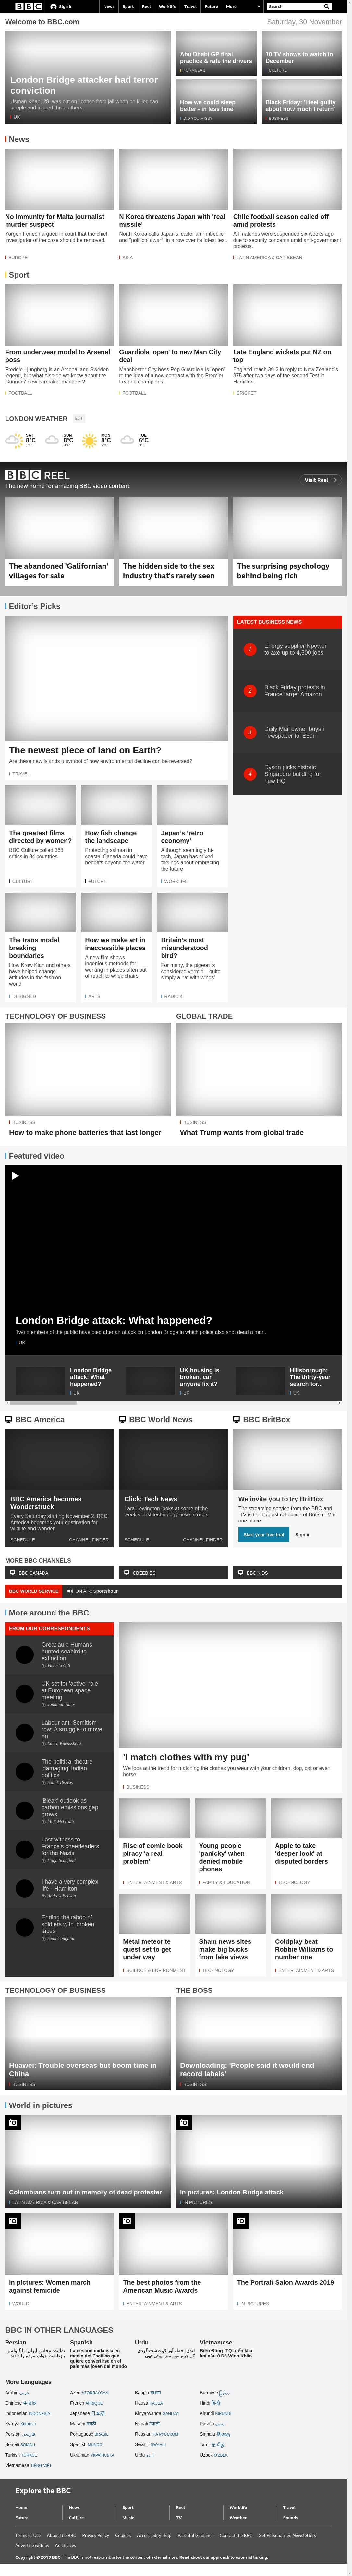 BBC Sign in News Sport Reel Worklife Travel Future More Search
Welcome to BBC.com
Saturday, 30 November
London Bridge attacker had terror
conviction
Usman Khan, 28, was out on licence from jail when he killed two
people and injured three others.
UK
Abu Dhabi GP final
practice & rate the drivers
FORMULA 1
10 TV shows to watch in
December
CULTURE
How we could sleep
better - in less time
DID YOU MISS?
Black Friday: 'I feel guilty
about how much I return'
BUSINESS
News
No immunity for Malta journalist
murder suspect
Yorgen Fenech argued in court that the chief
investigator of the case should be removed.
EUROPE
N Korea threatens Japan with 'real
missile'
North Korea calls Japan's leader an "imbecile"
and "political dwarf" in a row over its latest test.
ASIA
Chile football season called off
amid protests
All matches were suspended six weeks ago
due to security concerns amid anti-government
protests.
LATIN AMERICA & CARIBBEAN
Sport
From underwear model to Arsenal
boss
Freddie Ljungberg is an Arsenal and Sweden
legend, but what else do we know about the
Gunners' new caretaker manager?
FOOTBALL
Guardiola 'open' to new Man City
deal
Manchester City boss Pep Guardiola is "open"
to the idea of a new contract with the Premier
League champions.
FOOTBALL
Late England wickets put NZ on
top
England reach 39-2 in reply to New Zealand's
375 after two days of the second Test in
Hamilton.
CRICKET
LONDON WEATHER
SAT
8°C
SUN
8°C
MON
8°C
TUE
6°C
BBC REEL
The new home for amazing BBC video content
Visit Reel
The abandoned 'Galifornian'
villages for sale
The hidden side to the sex
industry that's rarely seen
The surprising psychology
behind being rich
Editor's Picks
The newest piece of land on Earth?
Are these new islands a symbol of how environmental decline can be reversed?
TRAVEL
LATEST BUSINESS NEWS
1 Energy supplier Npower
to axe up to 4,500 jobs
2 Black Friday protests in
France target Amazon
3 Daily Mail owner buys i
newspaper for £50m
4 Dyson picks historic
Singapore building for
new HQ
The greatest films
directed by women?
BBC Culture polled 368
critics in 84 countries
CULTURE
How fish change
the landscape
Protecting salmon in
coastal Canada could have
benefits beyond the water
FUTURE
Japan's 'retro
economy'
Although seemingly hi-
tech, Japan has mixed
feelings about embracing
the future
WORKLIFE
The trans model
breaking
boundaries
How Krow Kian and others
have helped change
attitudes in the fashion
world
DESIGNED
How we make art in
inaccessible places
A new film shows
ingenious methods for
working in places often out
of reach to wheelchairs
ARTS
Britain's most
misunderstood
bird?
For many, the pigeon is
considered vermin – quite
simply a 'rat with wings'
RADIO 4
TECHNOLOGY OF BUSINESS
BUSINESS
How to make phone batteries that last longer
GLOBAL TRADE
BUSINESS
What Trump wants from global trade
Featured video
London Bridge attack: What happened?
Two members of the public have died after an attack on London Bridge in which police also shot dead a man.
UK
London Bridge
attack: What
happened?
UK
UK housing is
broken, can
anyone fix it?
UK
Hillsborough:
The thirty-year
search for...
UK
BBC America
BBC America becomes
Wonderstruck
Every Saturday starting November 2, BBC
America becomes your destination for
wildlife and wonder
SCHEDULE CHANNEL FINDER
BBC World News
Click: Tech News
Lara Lewington looks at some of the
week's best technology news stories
SCHEDULE CHANNEL FINDER
BBC BritBox
We invite you to try BritBox
The streaming service from the BBC and
ITV is the biggest collection of British TV in
one place
Start your free trial Sign in
MORE BBC CHANNELS
BBC CANADA
CBEEBIES
BBC KIDS
BBC WORLD SERVICE ON AIR: Sportshour
More around the BBC
FROM OUR CORRESPONDENTS
Great auk: Humans
hunted seabird to
extinction
By Victoria Gill
UK set for 'active' role
at European space
meeting
By Jonathan Amos
Labour anti-Semitism
row: A struggle to move
on
By Laura Kuenssberg
The political theatre
'damaging' Indian
politics
By Soutik Biswas
'Bleak' outlook as
carbon emissions gap
grows
By Matt McGrath
Last witness to
France's cheerleaders
for the Nazis
By Hugh Schofield
I have a very complex
life - Hamilton
By Andrew Benson
Ending the taboo of
soldiers with 'broken
faces'
By Sean Coughlan
'I match clothes with my pug'
We look at the trend for matching the clothes you wear with your children, dog, cat or even
horse.
BUSINESS
Rise of comic book
piracy 'a real
problem'
ENTERTAINMENT & ARTS
Young people
'panicky' when
denied mobile
phones
FAMILY & EDUCATION
Apple to take
'deeper look' at
disputed borders
TECHNOLOGY
Metal meteorite
quest set to get
under way
SCIENCE & ENVIRONMENT
Sham news sites
make big bucks
from fake views
TECHNOLOGY
Coldplay beat
Robbie Williams to
number one
ENTERTAINMENT & ARTS
TECHNOLOGY OF BUSINESS
Huawei: Trouble overseas but boom time in
China
BUSINESS
THE BOSS
Downloading: 'People said it would end
record labels'
BUSINESS
World in pictures
Colombians turn out in memory of dead protester
LATIN AMERICA & CARIBBEAN
In pictures: London Bridge attack
IN PICTURES
In pictures: Women march
against femicide
WORLD
The best photos from the
American Music Awards
ENTERTAINMENT & ARTS
The Portrait Salon Awards 2019
IN PICTURES
BBC IN OTHER LANGUAGES
Persian
Spanish
La desconocida isla en
medio del Pacífico que
quiere convertirse en el
país más joven del mundo
Urdu
Vietnamese
More Languages
Arabic عربي
Azeri AZƏRBAYCAN
Bangla বাংলা
Burmese
Chinese 中文网
French AFRIQUE
Hausa HAUSA
Hindi हिन्दी
Indonesian INDONESIA
Japanese 日本語
Kinyarwanda GAHUZA
Kirundi KIRUNDI
Kyrgyz Кыргыз
Marathi मराठी
Nepali नेपाली
Pashto پښتو
Persian فارسی
Portuguese BRASIL
Russian НА РУССКОМ
Sinhala සිංහල
Somali SOMALI
Spanish MUNDO
Swahili SWAHILI
Tamil தமிழ்
Turkish TÜRKÇE
Ukrainian УКРАЇНСЬКА
Urdu اردو
Uzbek O'ZBEK
Vietnamese TIẾNG VIỆT
Explore the BBC
Home News Sport Reel Worklife Travel
Future Culture Music TV Weather Sounds
Terms of Use About the BBC Privacy Policy Cookies Accessibility Help Parental Guidance Contact the BBC Get Personalised Newsletters
Advertise with us Ad choices
Copyright © 2019 BBC. The BBC is not responsible for the content of external sites. Read about our approach to external linking.